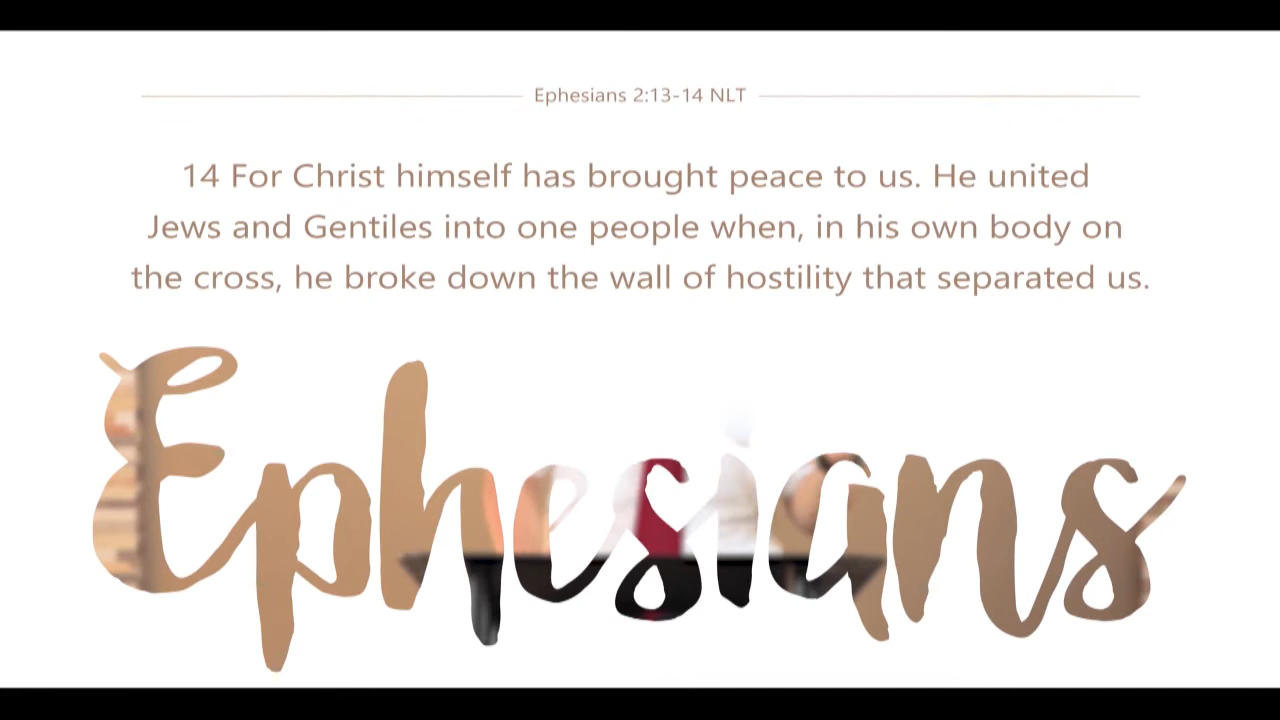 Ephesians 2:13-14 NLT
14 For Christ himself has brought peace to us. He united
Jews and Gentiles into one people when, in his own body on
the cross, he broke down the wall of hostility that separated us.
Ephesians